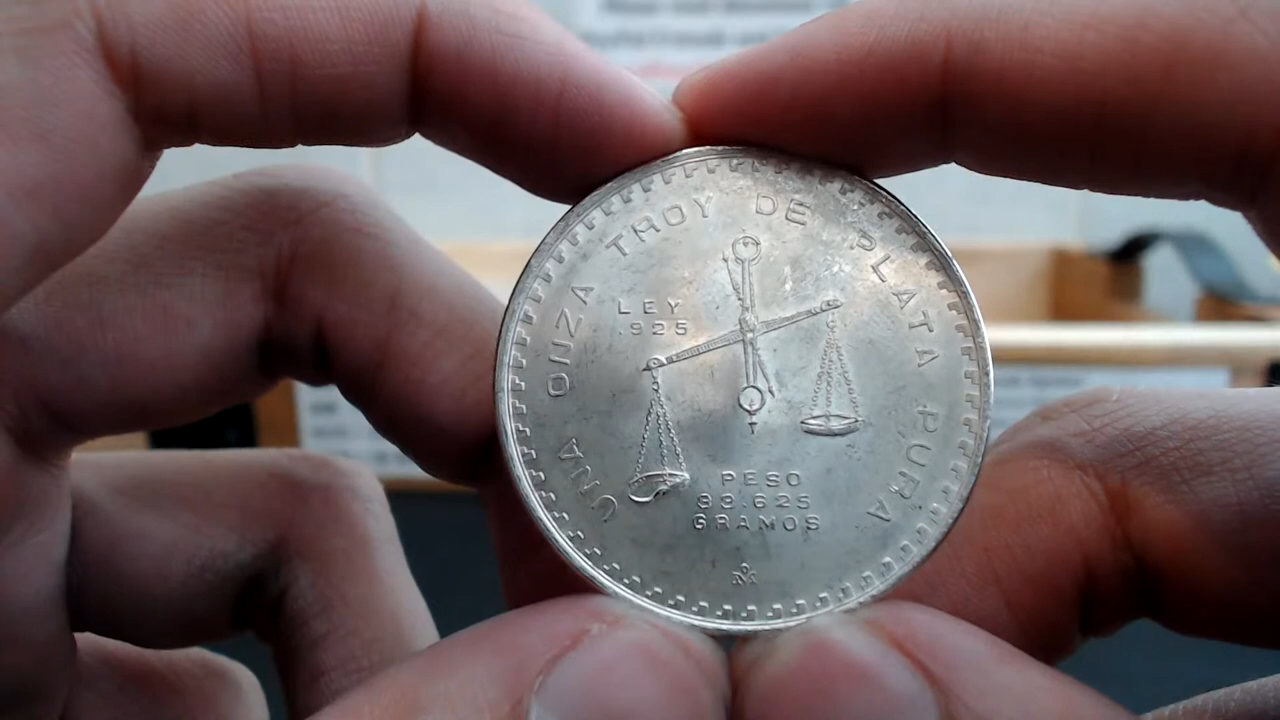 UNA ONZA TROY DE PLATA PURA
LEY
.925
PESO
33.625
GRAMOS